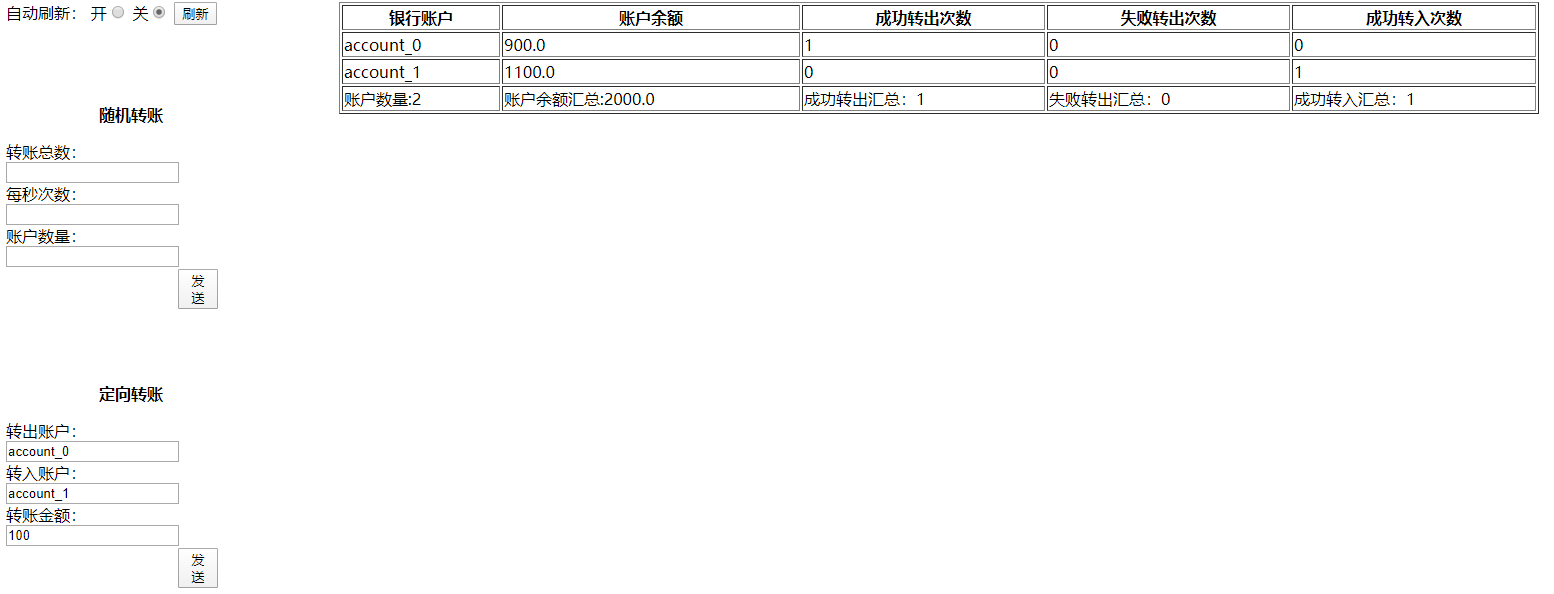 自动刷新： 开 关 刷新
随机转账
转账总数：
每秒次数：
账户数量：
发
送
定向转账
转出账户：
account_0
转入账户：
account_1
转账金额：
100
发
送
银行账户 账户余额 成功转出次数 失败转出次数 成功转入次数
account_0 900.0 1 0 0
account_1 1100.0 0 0 1
账户数量:2 账户余额汇总:2000.0 成功转出汇总：1 失败转出汇总：0 成功转入汇总：1